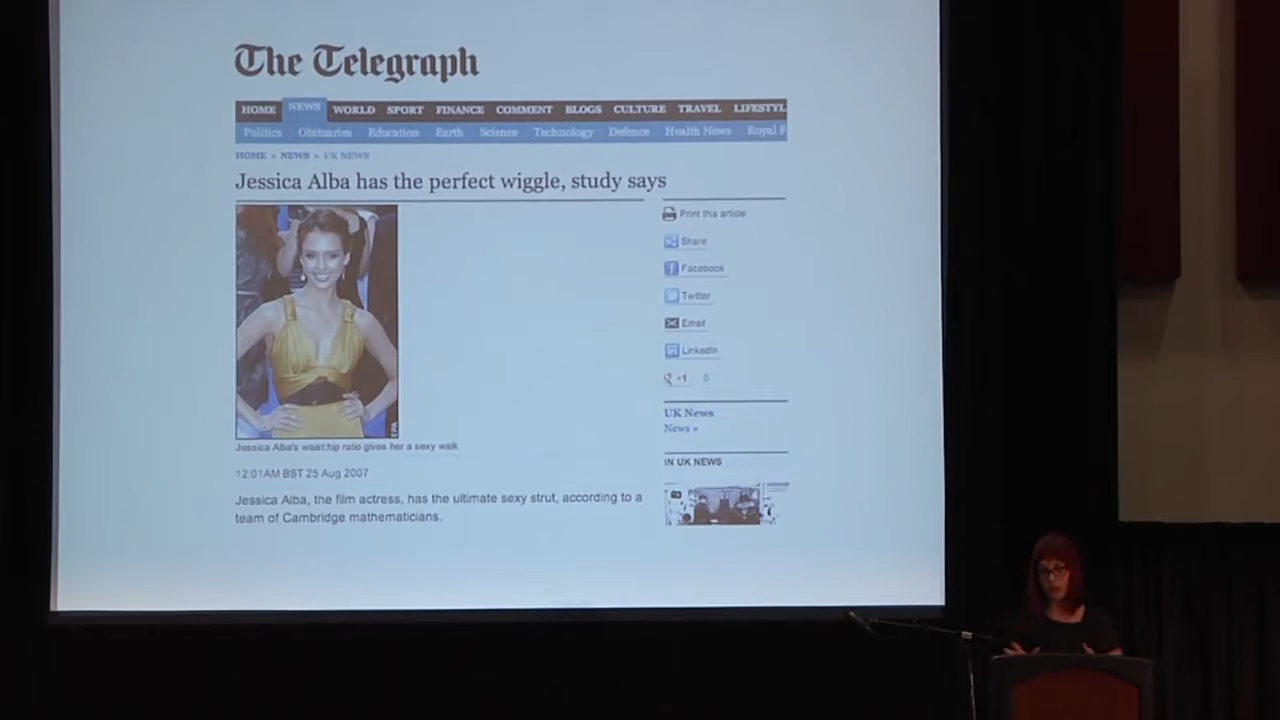 The Telegraph
HOME NEWS WORLD SPORT FINANCE COMMENT BLOGS CULTURE TRAVEL LIFESTYL
Politics Obituaries Education Earth Science Technology Defence Health News Royal F
HOME » NEWS » UK NEWS
Jessica Alba has the perfect wiggle, study says
Print this article
Share
Facebook
Twitter
Email
LinkedIn
+1 0
EPA
Jessica Alba's waist hip ratio gives her a sexy walk
12:01AM BST 25 Aug 2007
Jessica Alba, the film actress, has the ultimate sexy strut, according to a
team of Cambridge mathematicians.
UK News
News »
IN UK NEWS